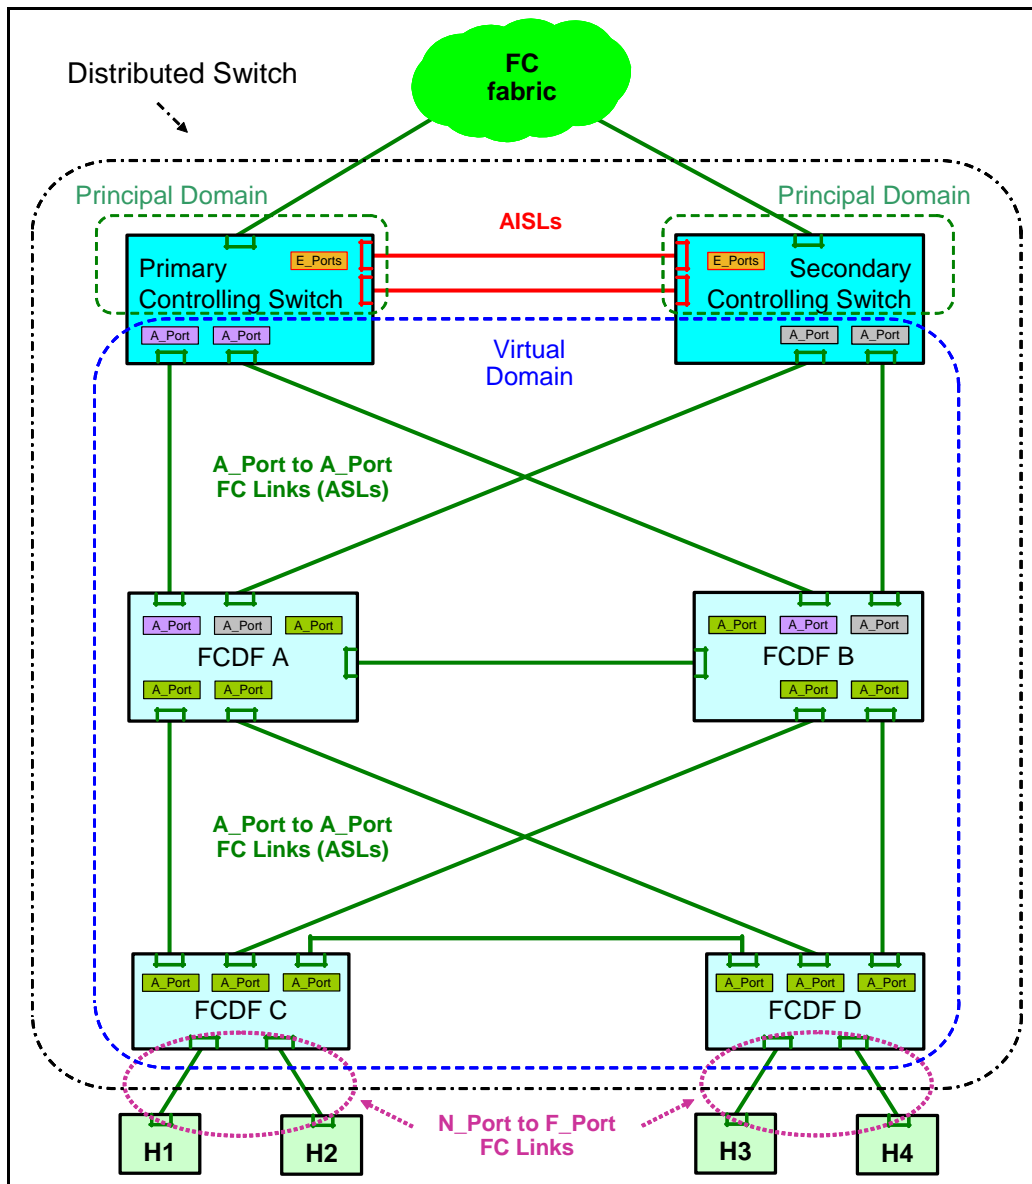 FC
fabric
Distributed Switch
Principal Domain
Principal Domain
AISLs
E_Ports
E_Ports
Primary
Controlling Switch
Secondary
Controlling Switch
A_Port
A_Port
A_Port
A_Port
Virtual
Domain
A_Port to A_Port
FC Links (ASLs)
A_Port
A_Port
A_Port
FCDF A
A_Port
A_Port
A_Port
A_Port
A_Port
FCDF B
A_Port
A_Port
A_Port to A_Port
FC Links (ASLs)
A_Port
A_Port
A_Port
FCDF C
A_Port
A_Port
A_Port
FCDF D
N_Port to F_Port
FC Links
H1
H2
H3
H4